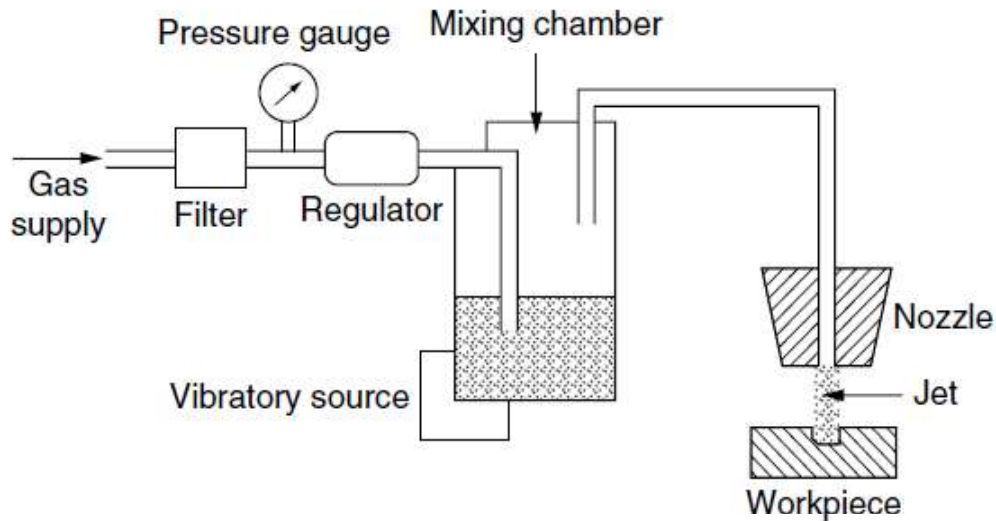 Pressure gauge
Mixing chamber
Gas
supply
Filter
Regulator
Nozzle
Vibratory source
Jet
Workpiece